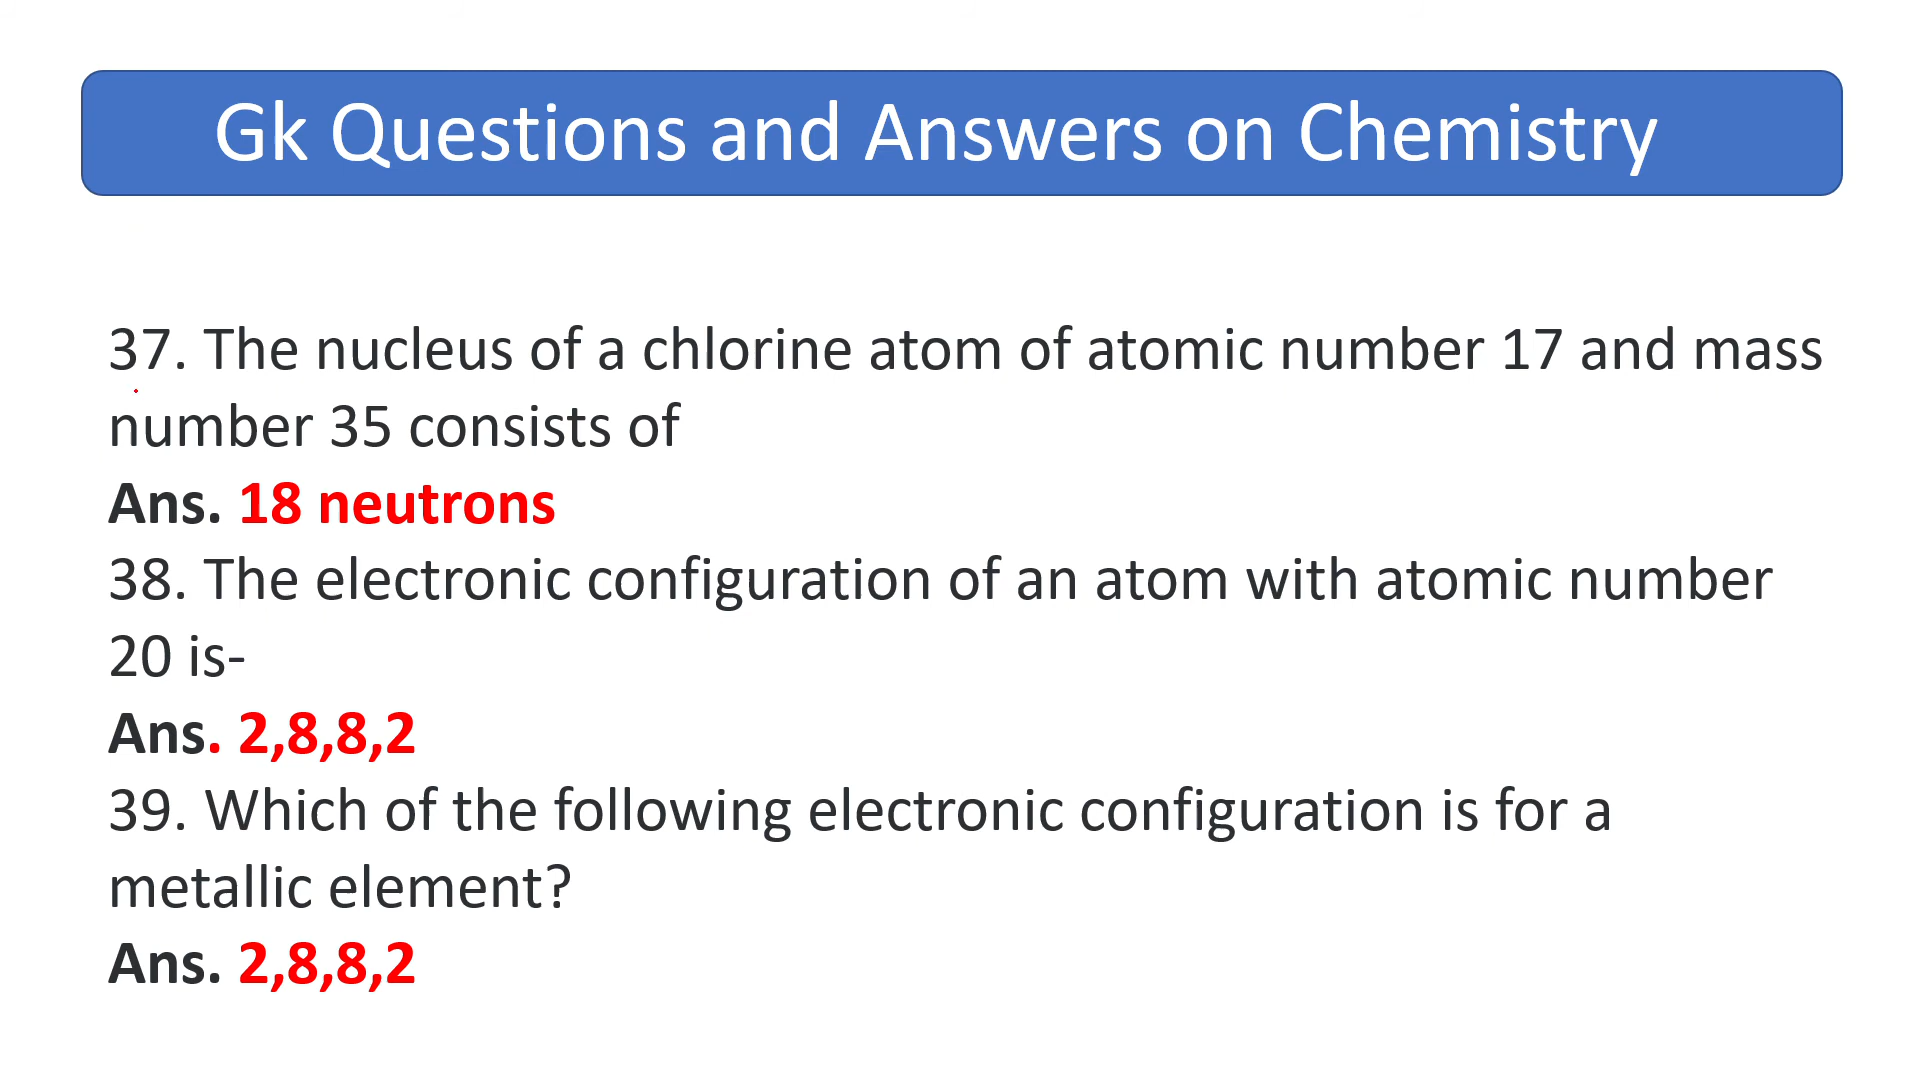 Gk Questions and Answers on Chemistry
37. The nucleus of a chlorine atom of atomic number 17 and mass
number 35 consists of
Ans. 18 neutrons
38. The electronic configuration of an atom with atomic number
20 is-
Ans. 2,8,8,2
39. Which of the following electronic configuration is for a
metallic element?
Ans. 2,8,8,2